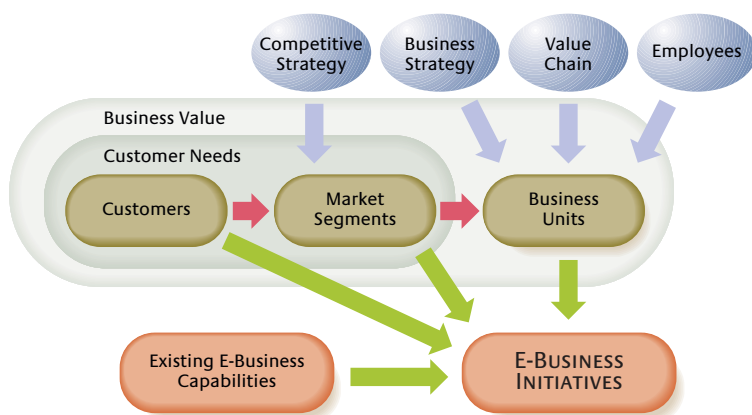 Competitive
Strategy
Business
Strategy
Value
Chain
Employees
Business Value
Customer Needs
Customers
Market
Segments
Business
Units
Existing E-Business
Capabilities
E-BUSINESS
INITIATIVES